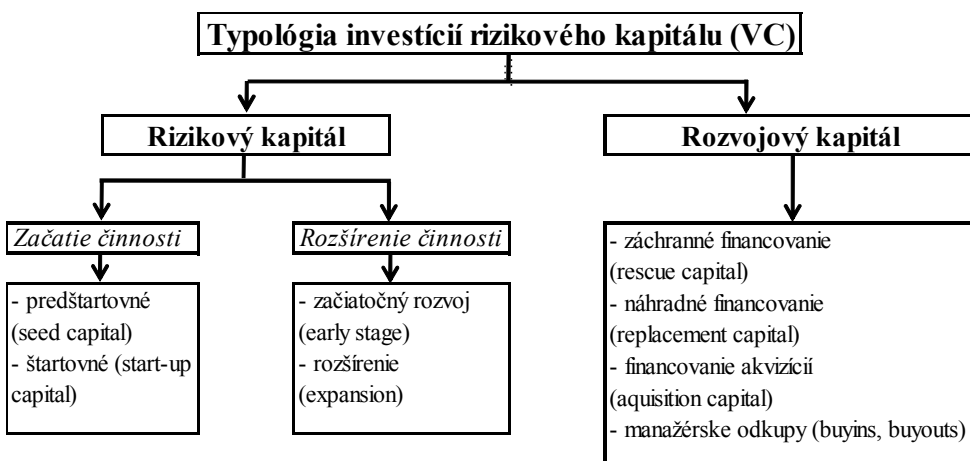 Typológia investícií rizikového kapitálu (VC)
Rizikový kapitál
Rozvojový kapitál
Začatie činnosti
Rozšírenie činnosti
- predštartovné
(seed capital)
- štartovné (start-up
capital)
- začiatočný rozvoj
(early stage)
- rozšírenie
(expansion)
- záchranné financovanie
(rescue capital)
- náhradné financovanie
(replacement capital)
- financovanie akvizícií
(aquisition capital)
- manažérske odkupy (buyins, buyouts)